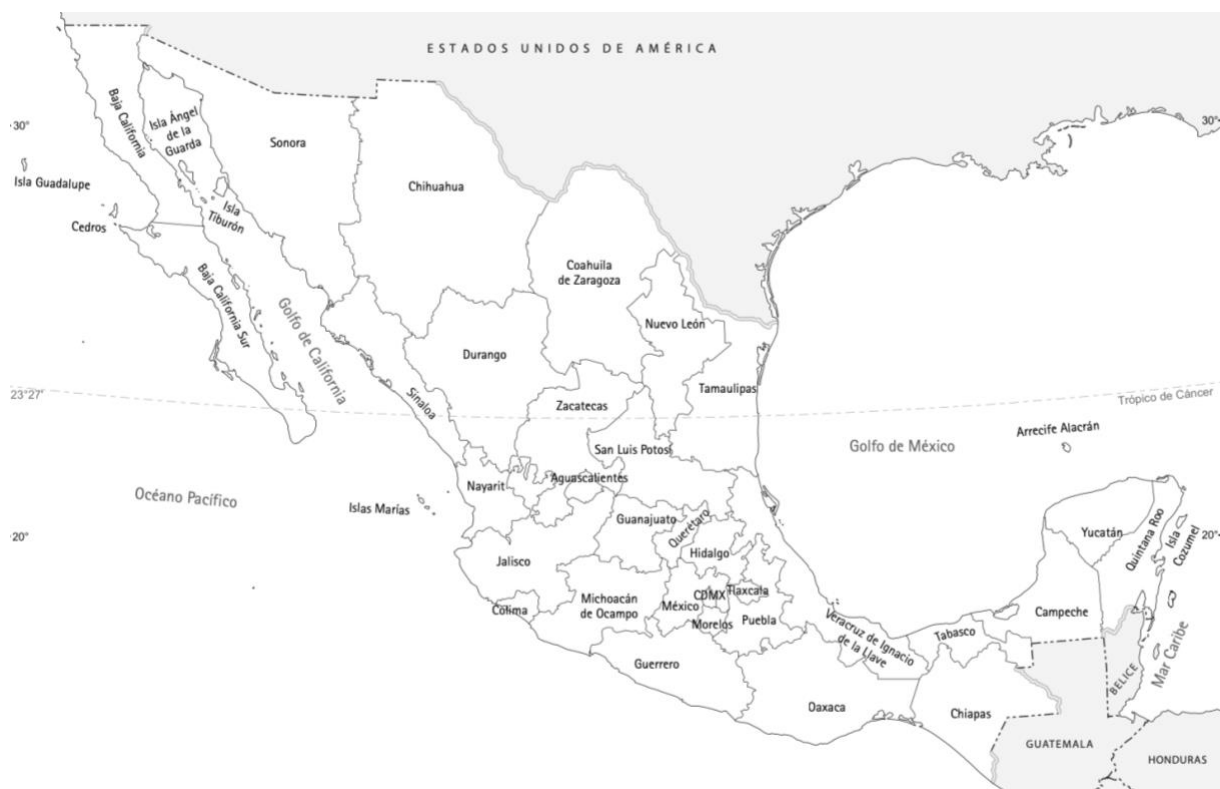 ESTADOS UNIDOS DE AMÉRICA
30°
30°
Baja California
Isla Ángel
de la
Guarda
Sonora
Isla Guadalupe
Chihuahua
Isla
Tiburón
Cedros
Coahuila
de Zaragoza
Baja California Sur
Golfo de California
Nuevo León
Durango
Tamaulipas
23°27'
Trópico de Cáncer
Sinaloa
Zacatecas
Arrecife Alacrán
Golfo de México
San Luis Potosí
Nayarit
Aguascalientes
Océano Pacífico
Islas Marías
Guanajuato
Querétaro
Yucatán
Quintana Roo
Isla
Cozumel
20°
20°
Hidalgo
Jalisco
Colima
Michoacán
de Ocampo
México
CDMX
Tlaxcala
Morelos
Puebla
Veracruz de Ignacio
de la Llave
Tabasco
Campeche
Mar Caribe
Guerrero
BELICE
Oaxaca
Chiapas
GUATEMALA
HONDURAS